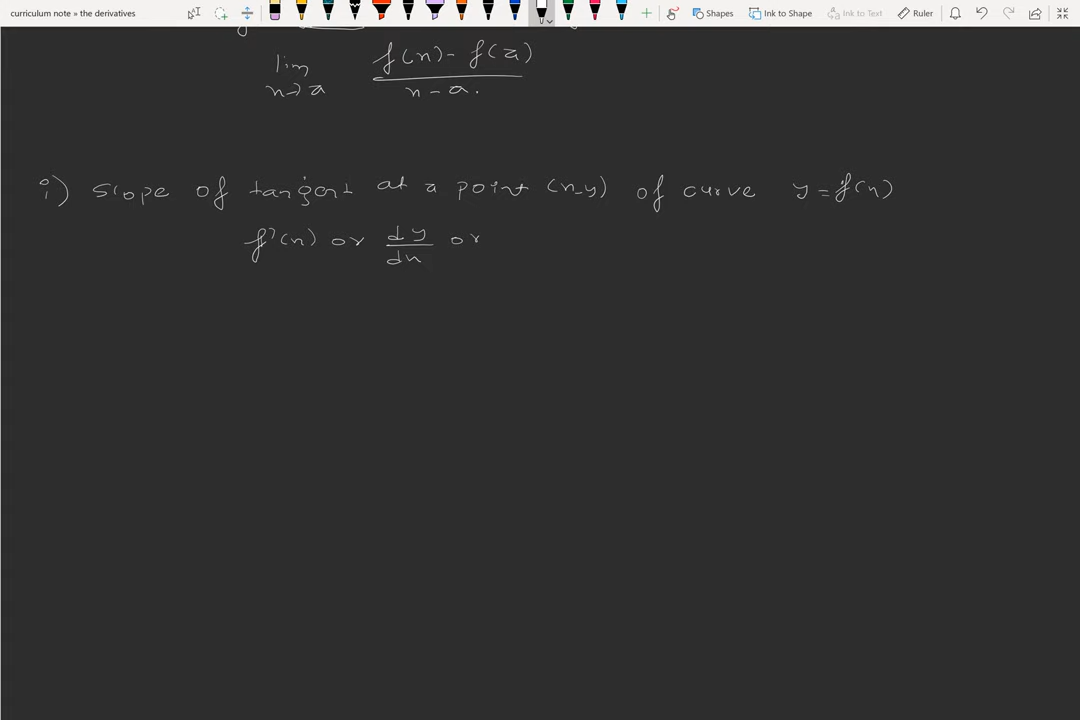 curriculum note » the derivatives
Shapes
Ink to Shape
Ink to Text
Ruler
lim f(n) - f(a)
n→a n - a.
i) slope of tangent at a point (n,y) of curve y = f(n)
f'(n) or dy or
dn